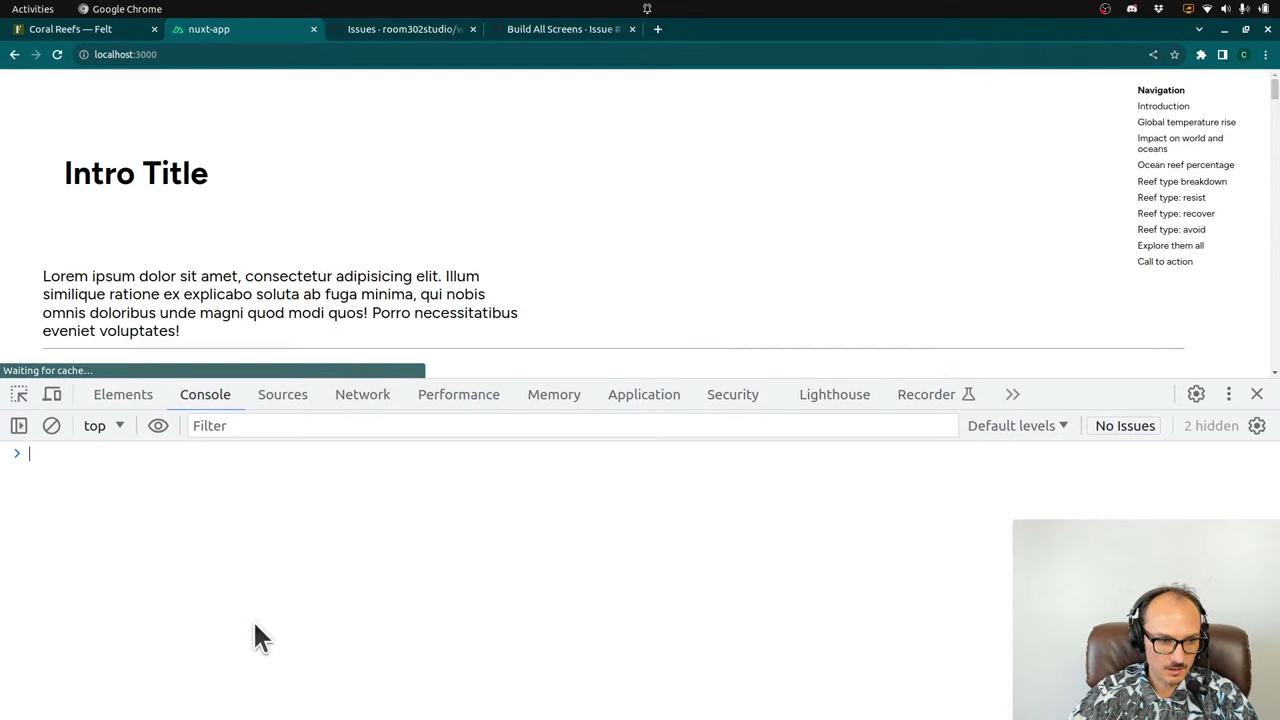 Activities
Google Chrome
Coral Reefs — Felt
nuxt-app
Issues · room302studio/w
Build All Screens · Issue #
localhost:3000
Navigation
Introduction
Global temperature rise
Impact on world and
oceans
Ocean reef percentage
Reef type breakdown
Reef type: resist
Reef type: recover
Reef type: avoid
Explore them all
Call to action
Intro Title
Lorem ipsum dolor sit amet, consectetur adipisicing elit. Illum
similique ratione ex explicabo soluta ab fuga minima, qui nobis
omnis doloribus unde magni quod modi quos! Porro necessitatibus
eveniet voluptates!
Waiting for cache...
Elements Console Sources Network Performance Memory Application Security Lighthouse Recorder
top Filter Default levels No Issues 2 hidden